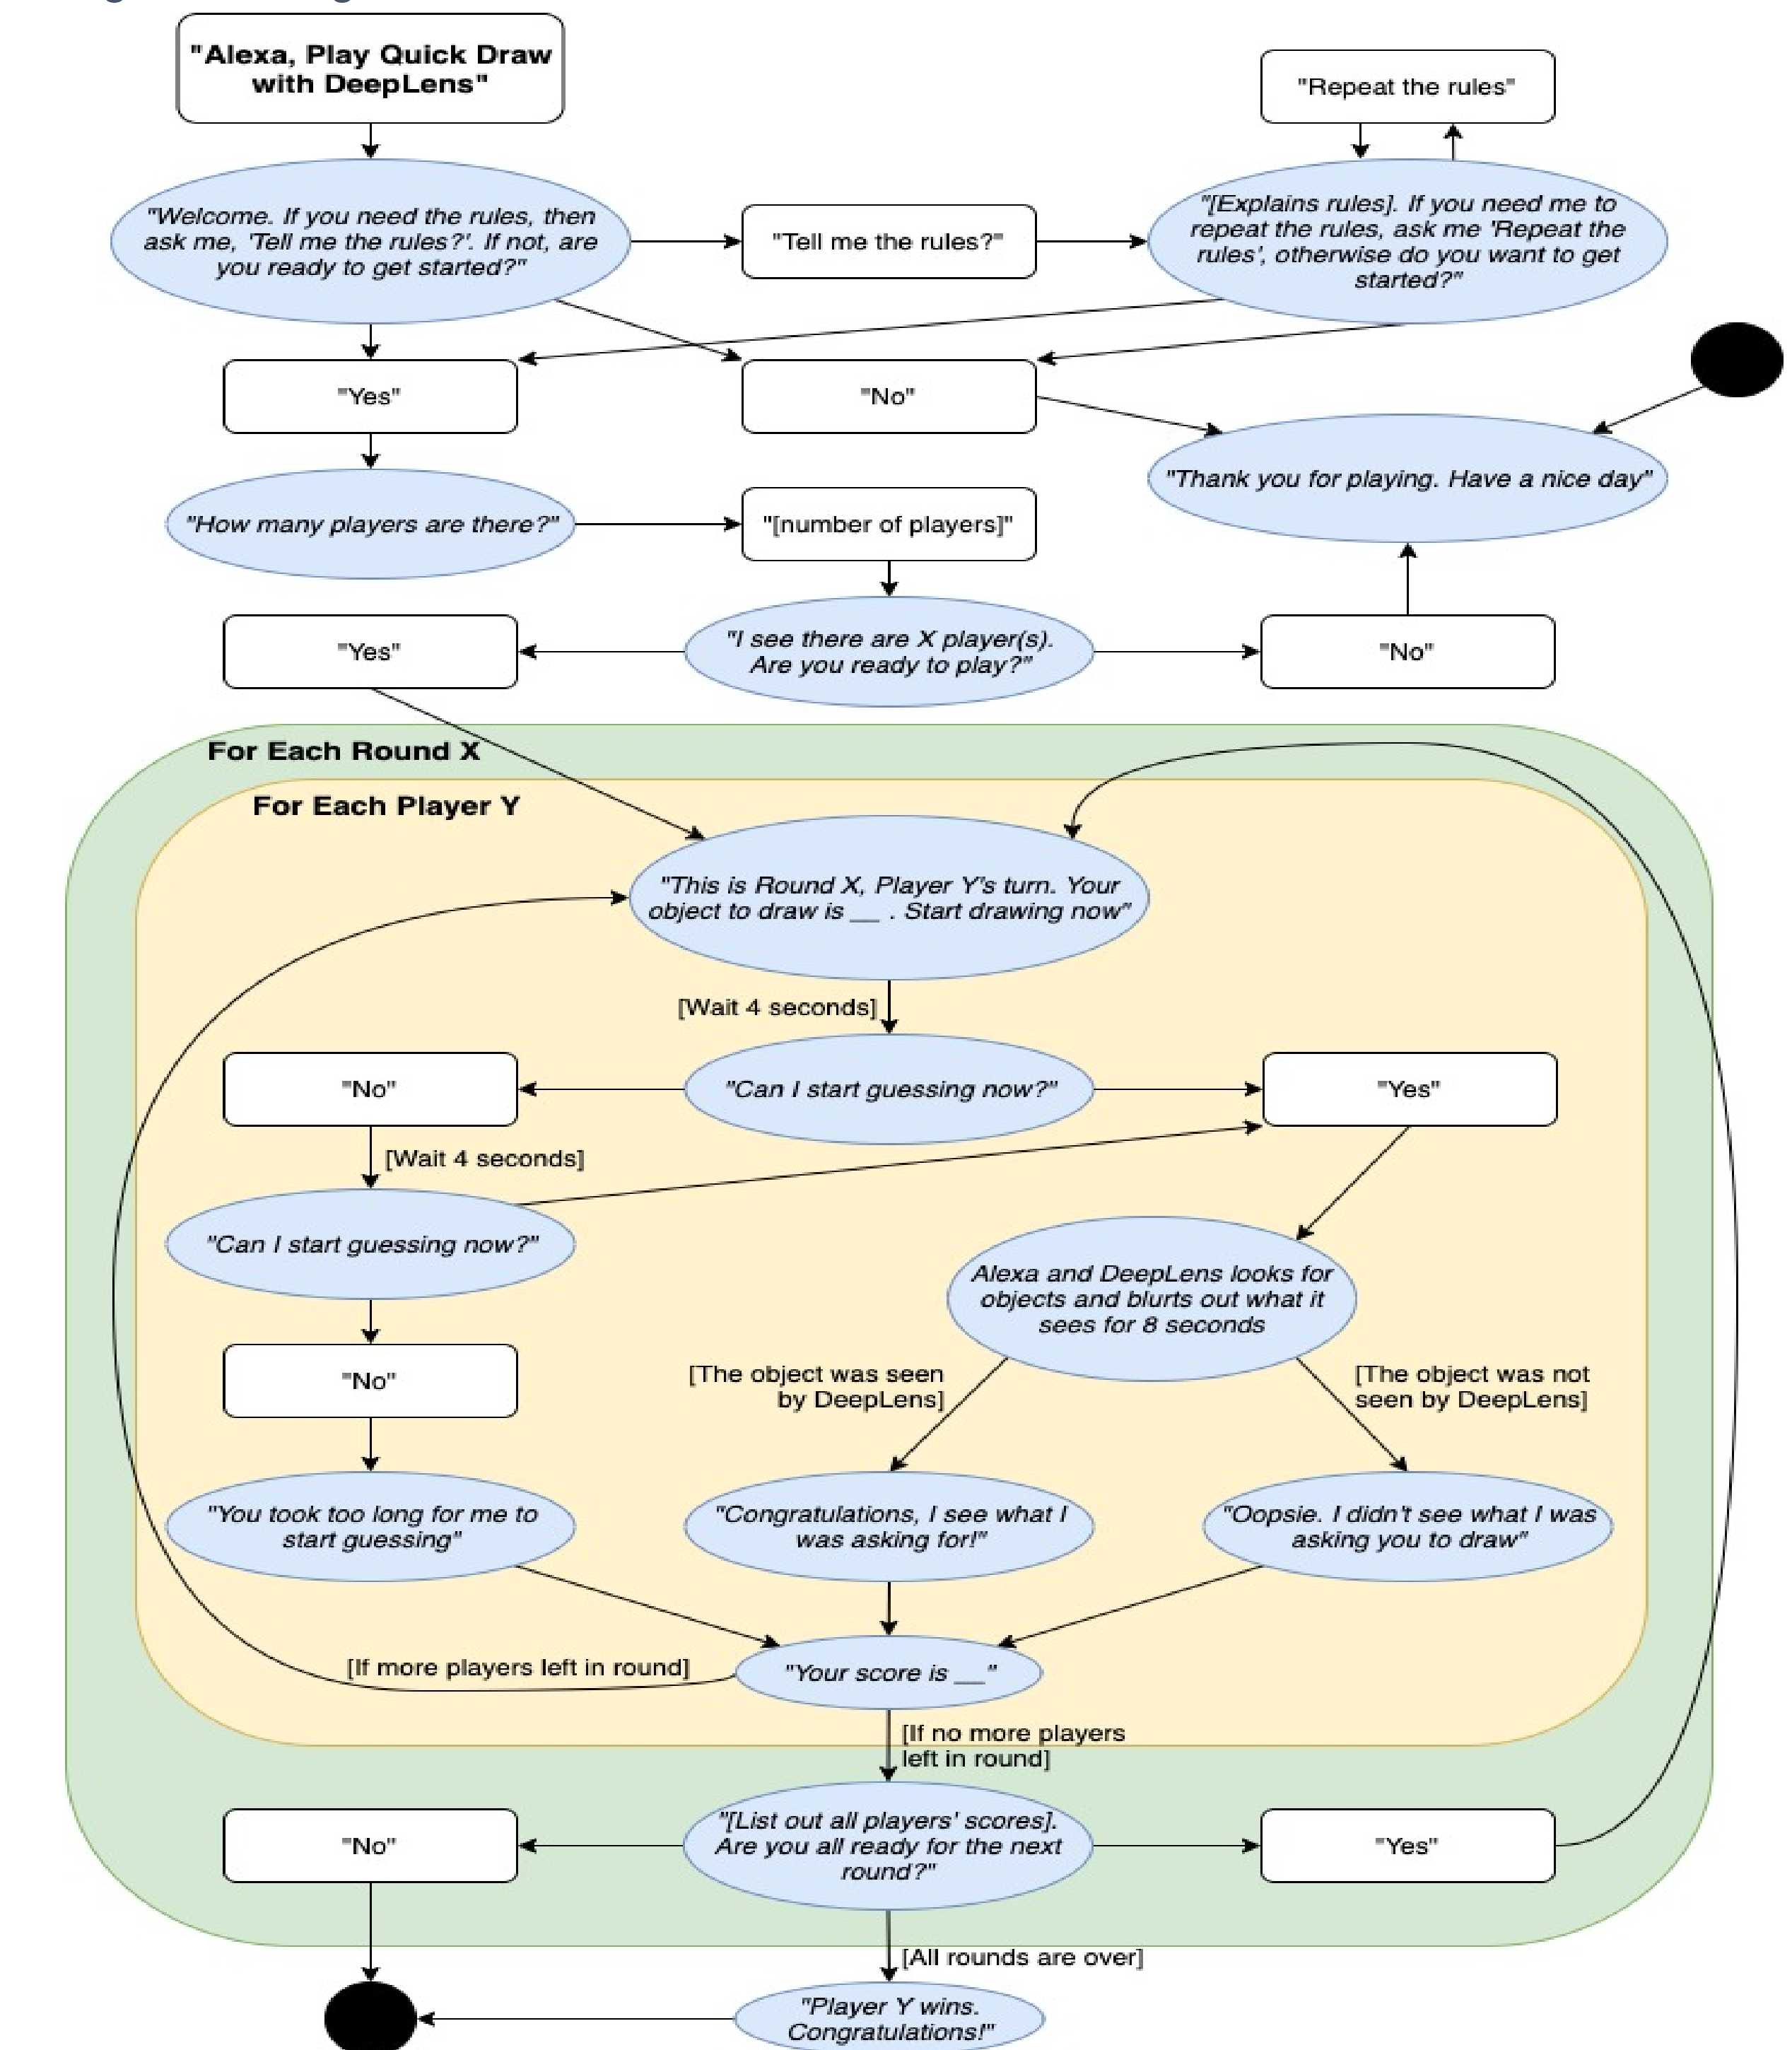 "Alexa, Play Quick Draw
with DeepLens"
"Repeat the rules"
"Welcome. If you need the rules, then
ask me, 'Tell me the rules?'. If not, are
you ready to get started?"
"Tell me the rules?"
"[Explains rules]. If you need me to
repeat the rules, ask me 'Repeat the
rules', otherwise do you want to get
started?"
"Yes"
"No"
"Thank you for playing. Have a nice day"
"How many players are there?"
"[number of players]"
"Yes"
"I see there are X player(s).
Are you ready to play?"
"No"
For Each Round X
For Each Player Y
"This is Round X, Player Y's turn. Your
object to draw is __ . Start drawing now"
[Wait 4 seconds]
"No"
"Can I start guessing now?"
"Yes"
[Wait 4 seconds]
"Can I start guessing now?"
Alexa and DeepLens looks for
objects and blurts out what it
sees for 8 seconds
"No"
[The object was seen
by DeepLens]
[The object was not
seen by DeepLens]
"You took too long for me to
start guessing"
"Congratulations, I see what I
was asking for!"
"Oopsie. I didn't see what I was
asking you to draw"
[If more players left in round]
"Your score is __"
[If no more players
left in round]
"No"
"[List out all players' scores].
Are you all ready for the next
round?"
"Yes"
[All rounds are over]
"Player Y wins.
Congratulations!"